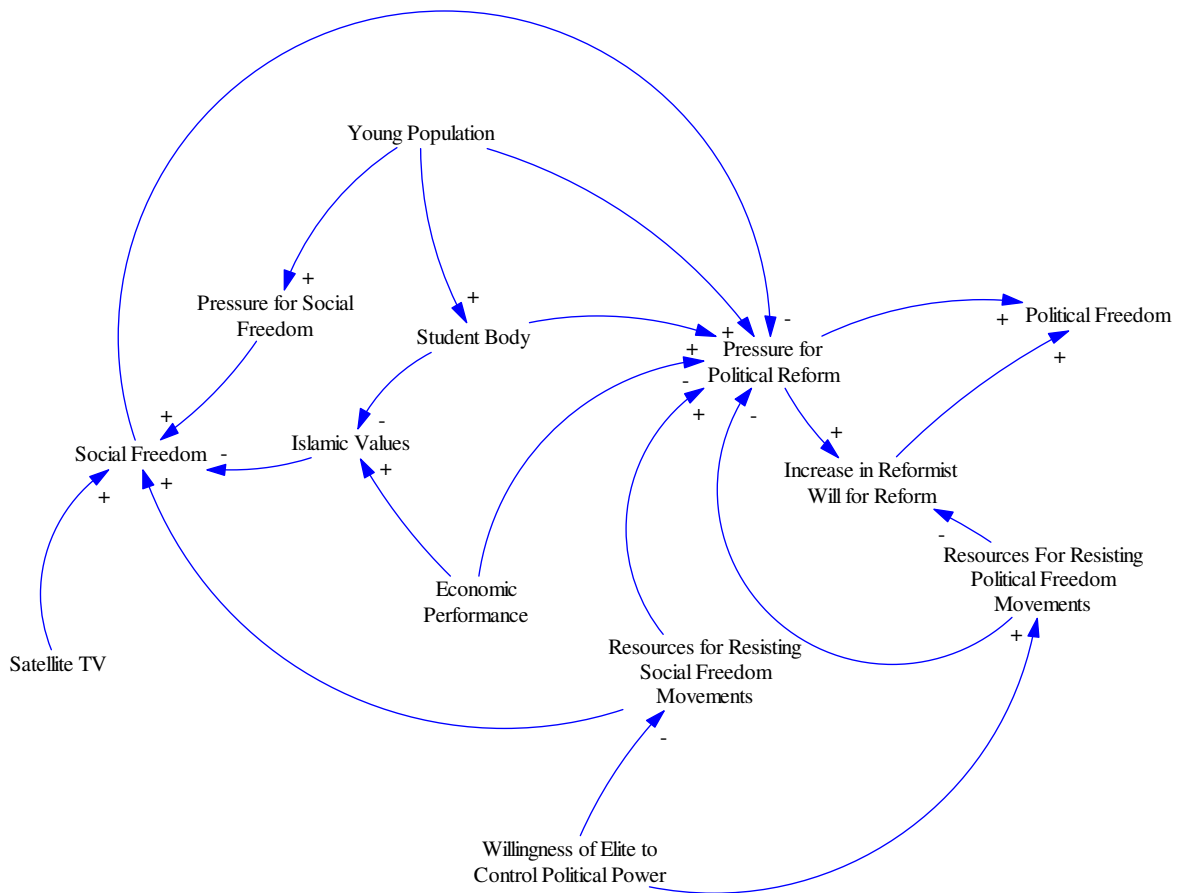 Young Population
+
Pressure for Social
Freedom
+
Student Body
-
+
Political Freedom
+
+
Pressure for
Political Reform
+
-
+
-
+
+
Social Freedom
-
+
+
Islamic Values
-
+
+
Increase in Reformist
Will for Reform
-
Resources For Resisting
Political Freedom
Movements
+
Economic
Performance
Satellite TV
Resources for Resisting
Social Freedom
Movements
-
Willingness of Elite to
Control Political Power